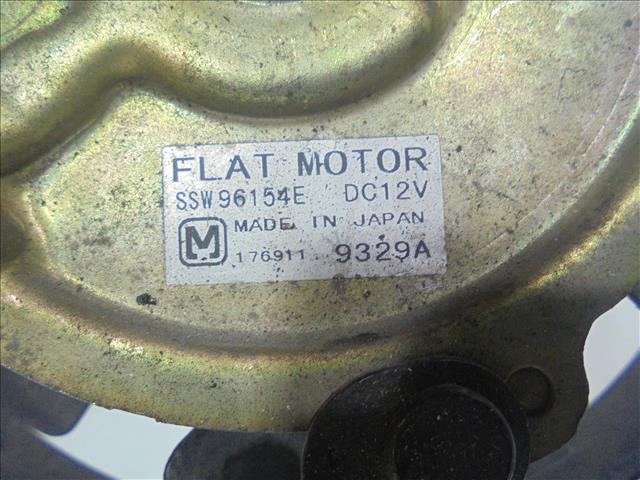 FLAT MOTOR
SSW96154E DC12V
M MADE IN JAPAN
176911 9329A